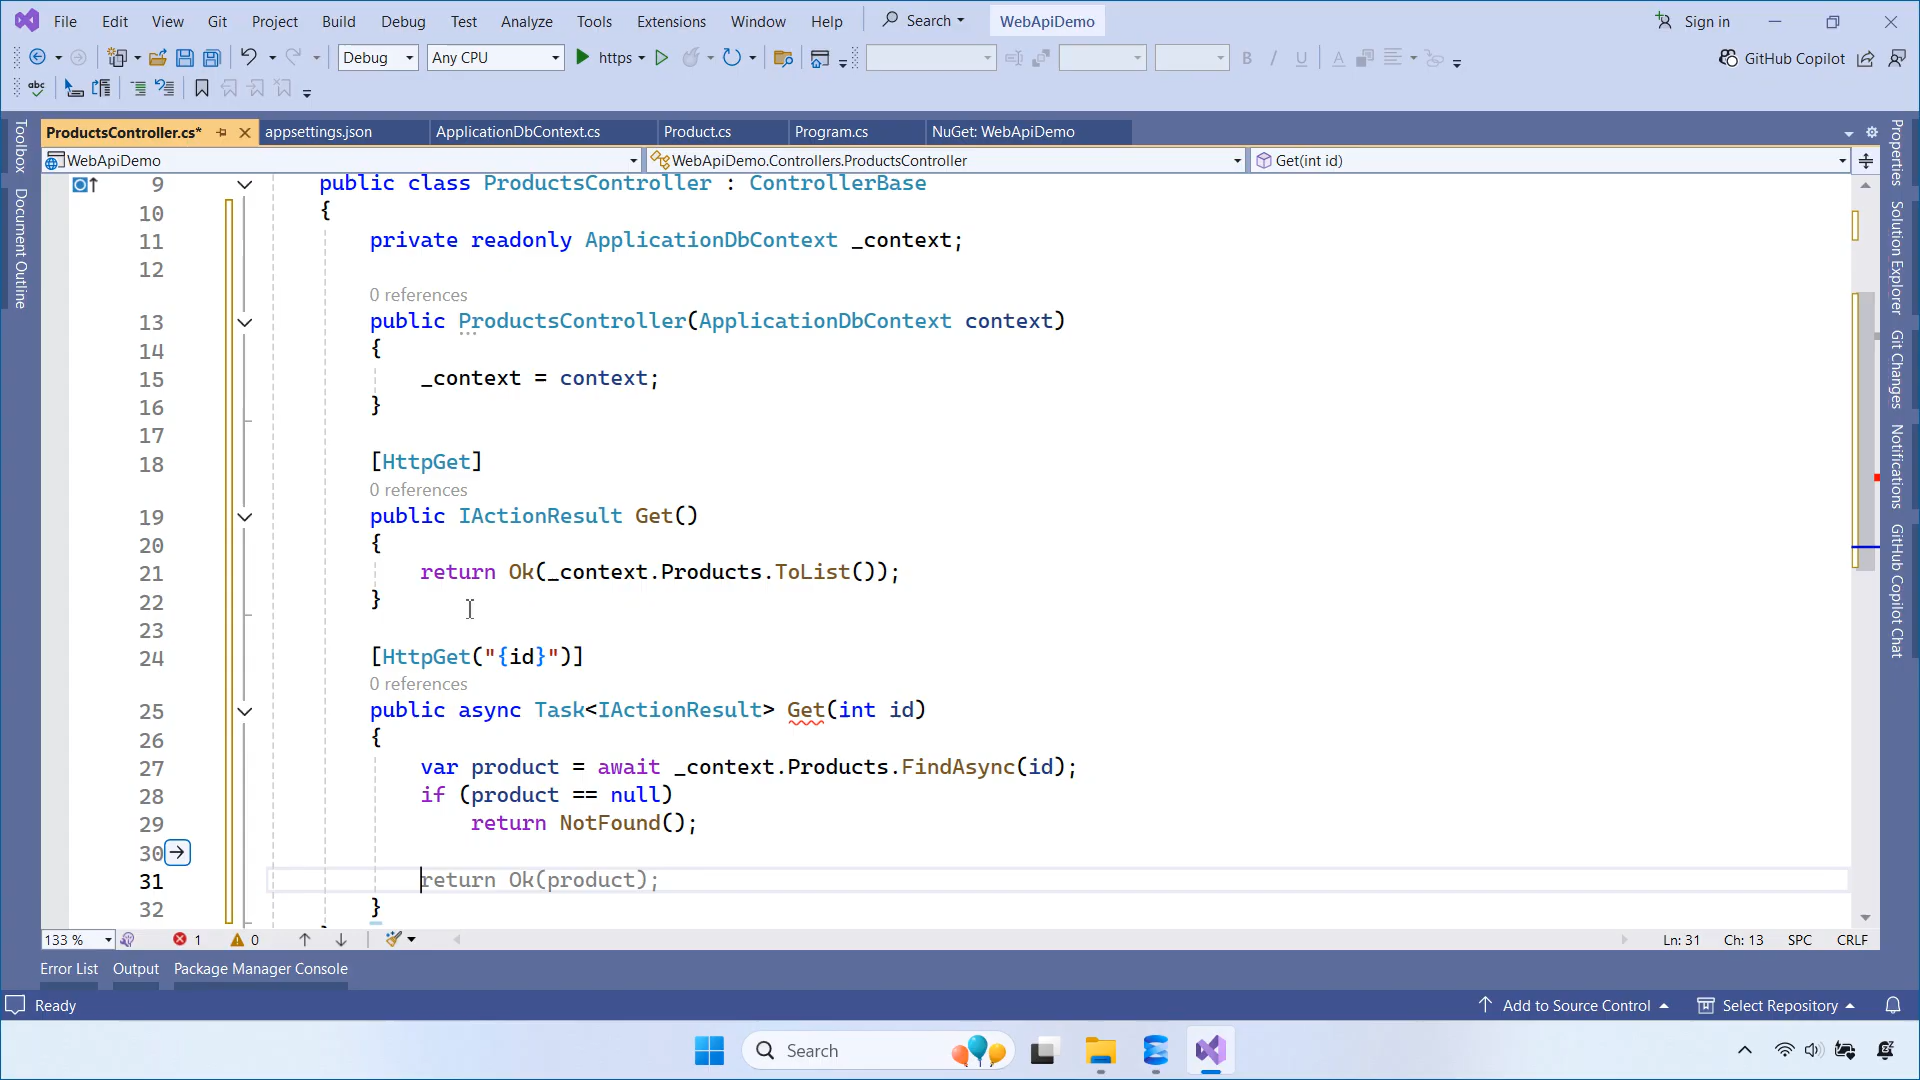 File Edit View Git Project Build Debug Test Analyze Tools Extensions Window Help Search WebApiDemo Sign in
Debug Any CPU https B I U A GitHub Copilot
abc
ProductsController.cs* appsettings.json ApplicationDbContext.cs Product.cs Program.cs NuGet: WebApiDemo
WebApiDemo WebApiDemo.Controllers.ProductsController Get(int id)
Toolbox
Document Outline
Properties
Solution Explorer
Git Changes
Notifications
GitHub Copilot Chat
9 public class ProductsController : ControllerBase
10 {
11 private readonly ApplicationDbContext _context;
12
0 references
13 public ProductsController(ApplicationDbContext context)
14 {
15 _context = context;
16 }
17
18 [HttpGet]
0 references
19 public IActionResult Get()
20 {
21 return Ok(_context.Products.ToList());
22 }
23
24 [HttpGet("{id}")]
0 references
25 public async Task<IActionResult> Get(int id)
26 {
27 var product = await _context.Products.FindAsync(id);
28 if (product == null)
29 return NotFound();
30
31 return Ok(product);
32 }
133 % 1 0 Ln: 31 Ch: 13 SPC CRLF
Error List Output Package Manager Console
Ready Add to Source Control Select Repository
Search